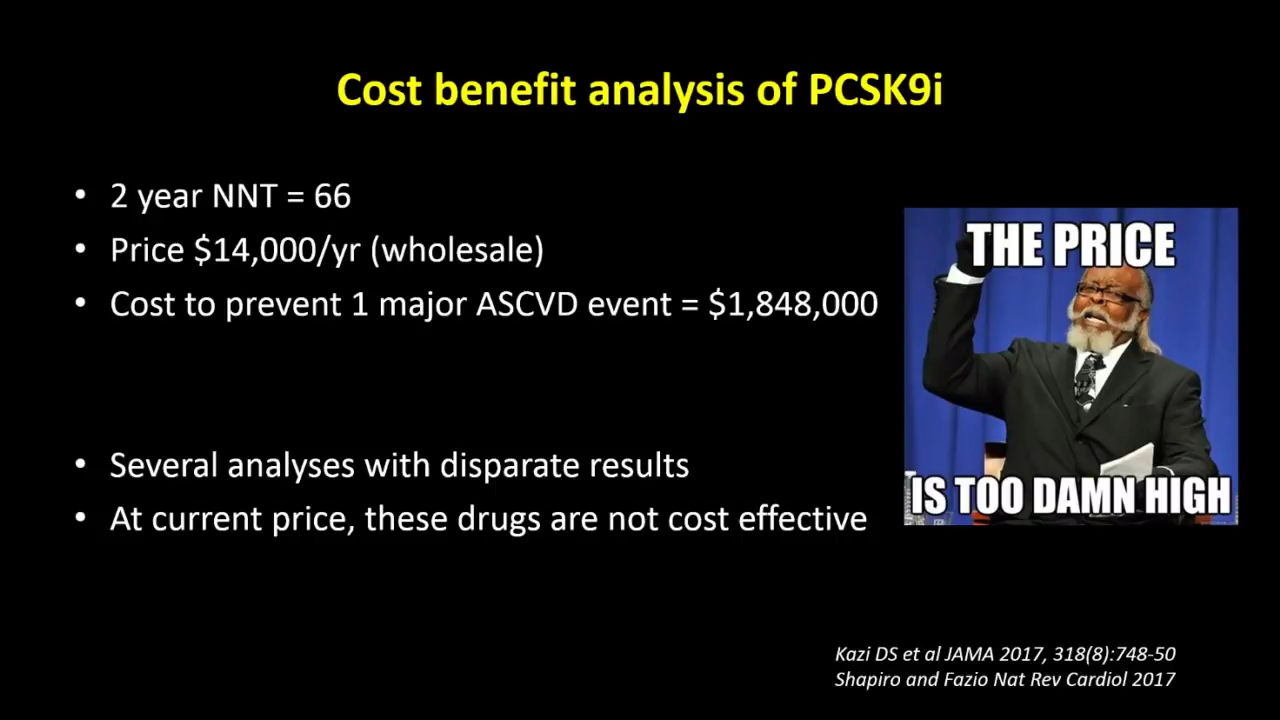 Cost benefit analysis of PCSK9i
• 2 year NNT = 66
• Price $14,000/yr (wholesale)
• Cost to prevent 1 major ASCVD event = $1,848,000
• Several analyses with disparate results
• At current price, these drugs are not cost effective
THE PRICE
IS TOO DAMN HIGH
Kazi DS et al JAMA 2017, 318(8):748-50
Shapiro and Fazio Nat Rev Cardiol 2017